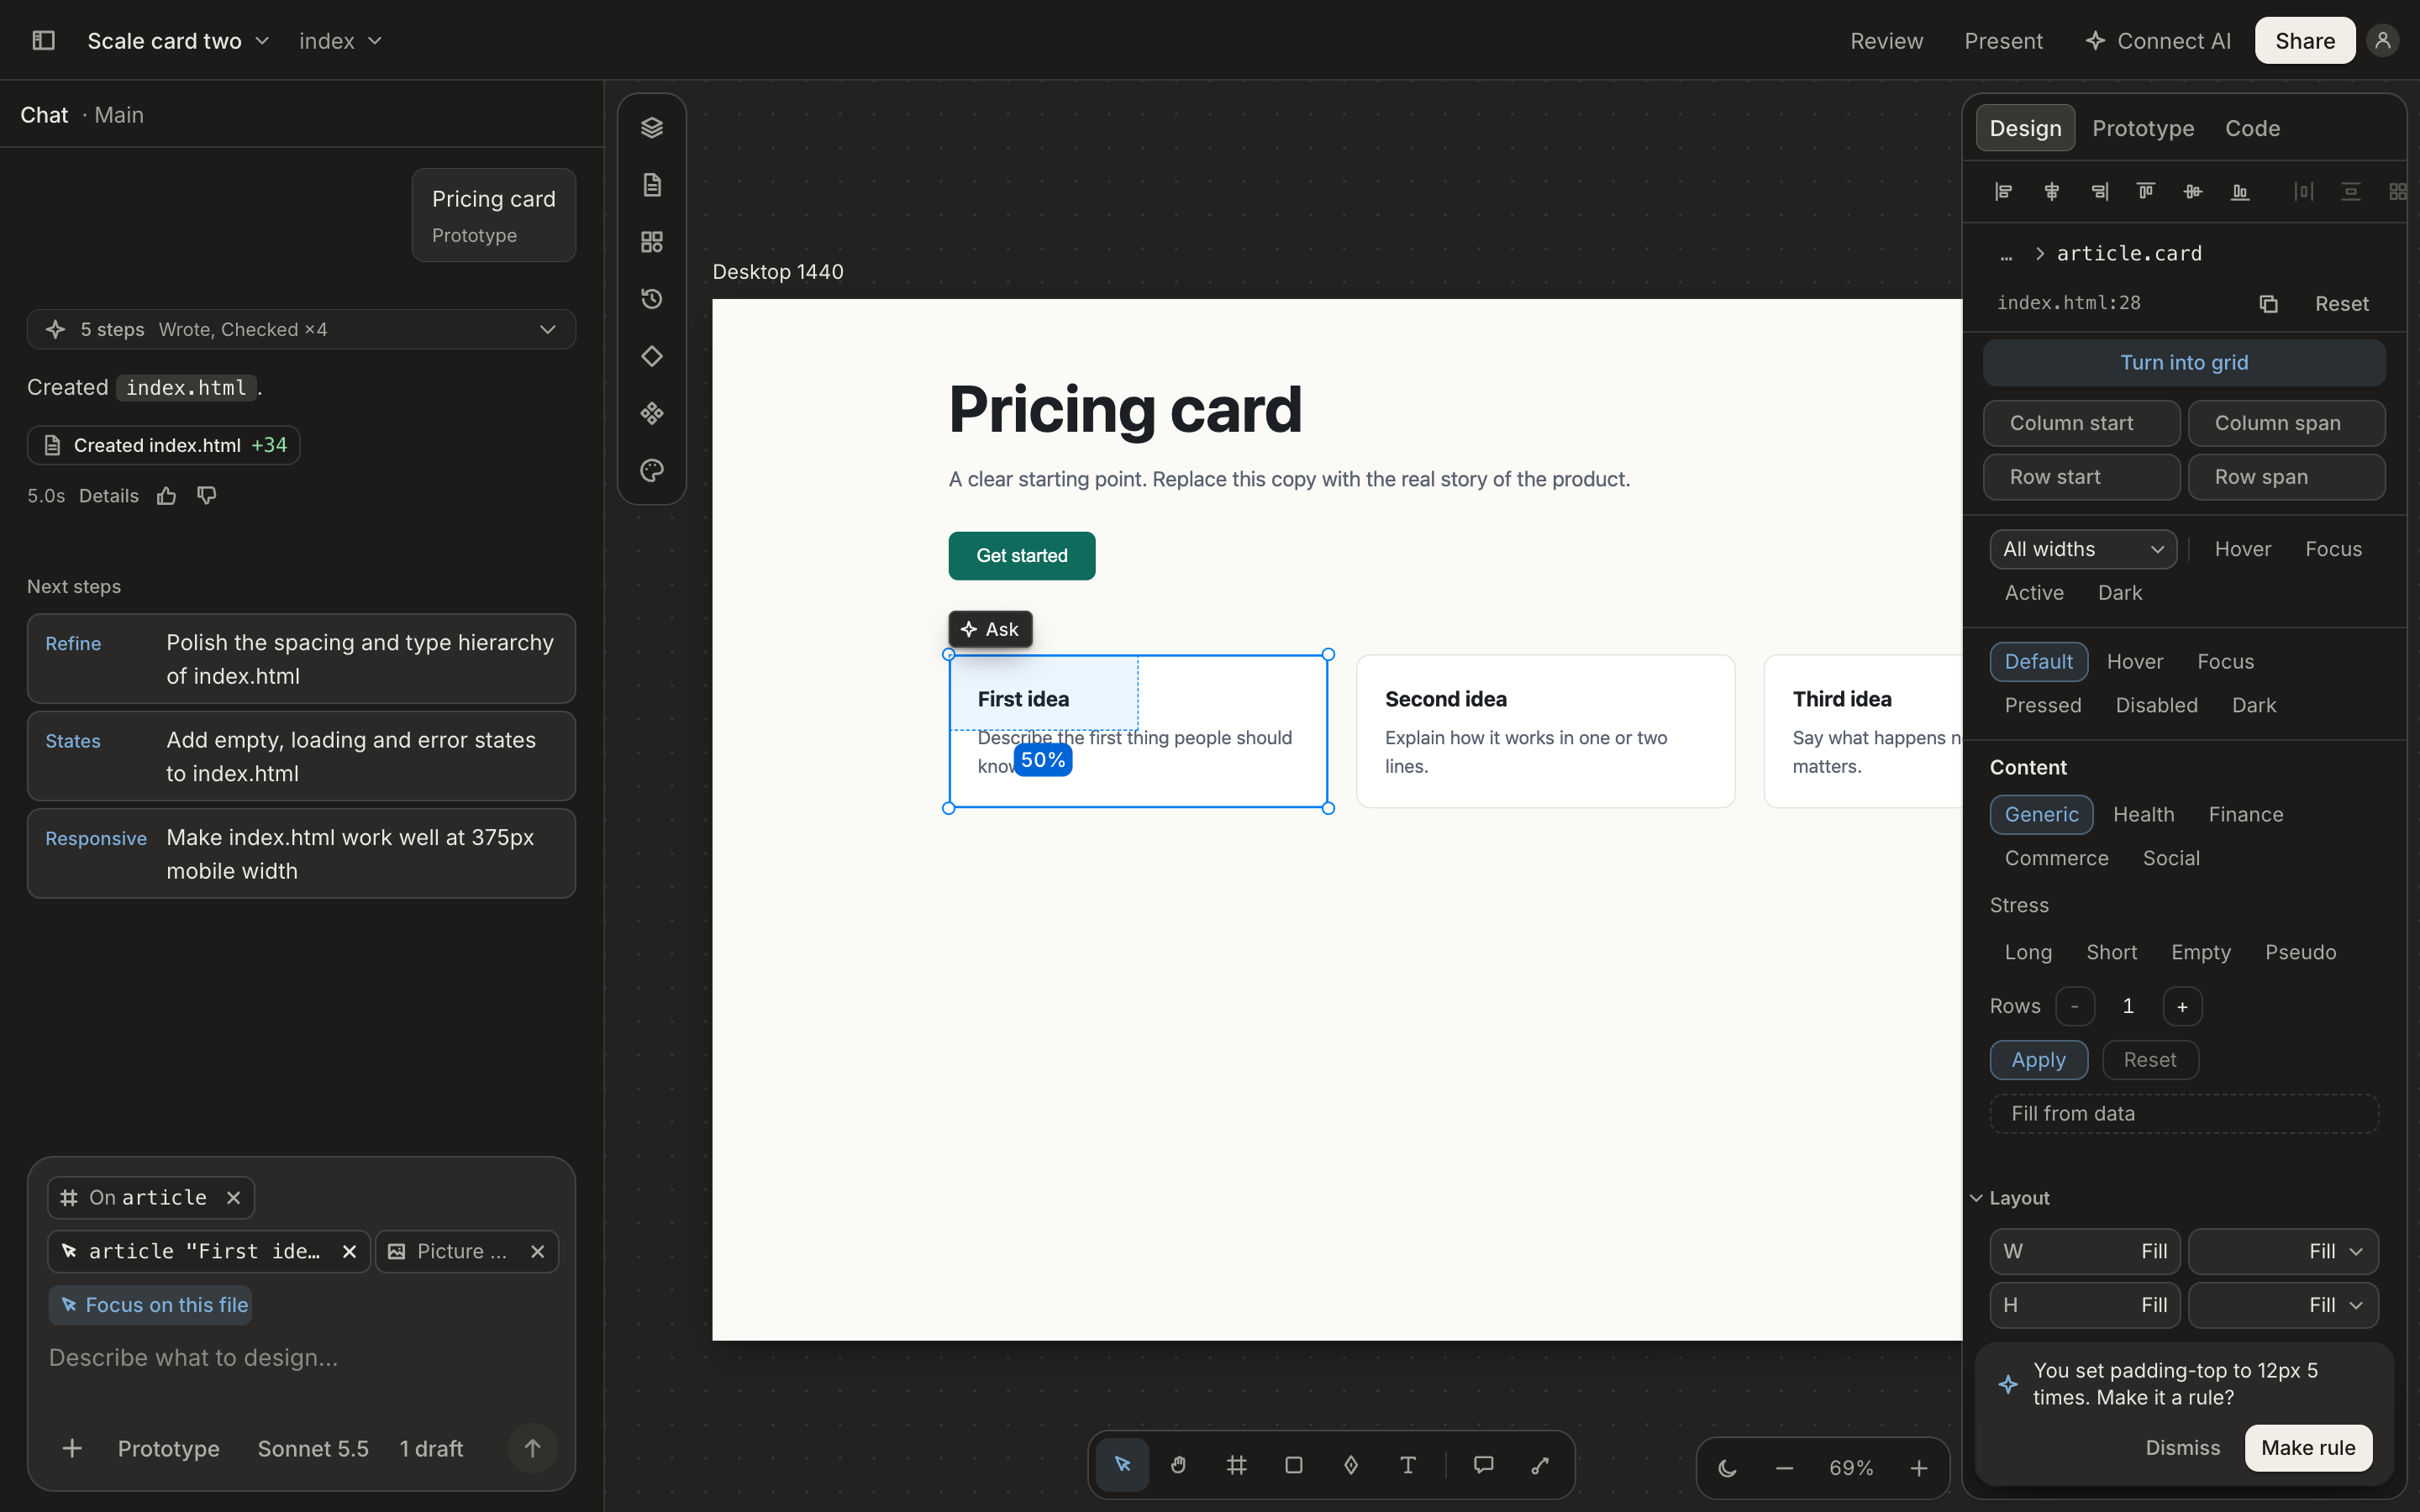 Scale card two
index
Review
Present
Connect AI
Share
Chat · Main
Pricing card
Prototype
5 steps Wrote, Checked ×4
Created index.html.
Created index.html +34
5.0s Details
Next steps
Refine
Polish the spacing and type hierarchy
of index.html
States
Add empty, loading and error states
to index.html
Responsive
Make index.html work well at 375px
mobile width
On article
article "First ide...
Picture ...
Focus on this file
Describe what to design...
Prototype
Sonnet 5.5
1 draft
Desktop 1440
Pricing card
A clear starting point. Replace this copy with the real story of the product.
Get started
Ask
First idea
Describe the first thing people should
50%
Second idea
Explain how it works in one or two
lines.
Third idea
Say what happens
matters.
69%
Design
Prototype
Code
... > article.card
index.html:28
Reset
Turn into grid
Column start
Column span
Row start
Row span
All widths
Hover
Focus
Active
Dark
Default
Hover
Focus
Pressed
Disabled
Dark
Content
Generic
Health
Finance
Commerce
Social
Stress
Long
Short
Empty
Pseudo
Rows - 1 +
Apply
Reset
Fill from data
Layout
W Fill
Fill
H Fill
Fill
You set padding-top to 12px 5
times. Make it a rule?
Dismiss
Make rule